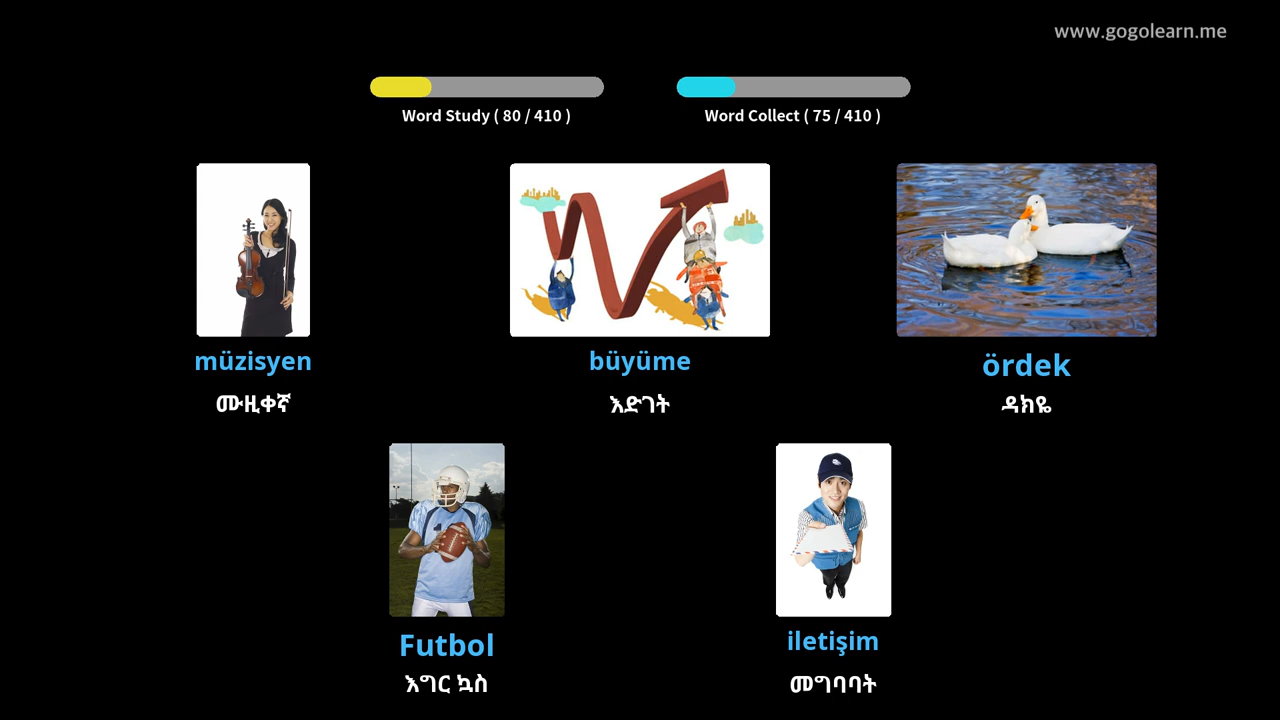 www.gogolearn.me
Word Study ( 80 / 410 )
Word Collect ( 75 / 410 )
müzisyen
ሙዚቀኛ
büyüme
እድገት
ördek
ዳክዬ
Futbol
እግር ኳስ
iletişim
መግባባት